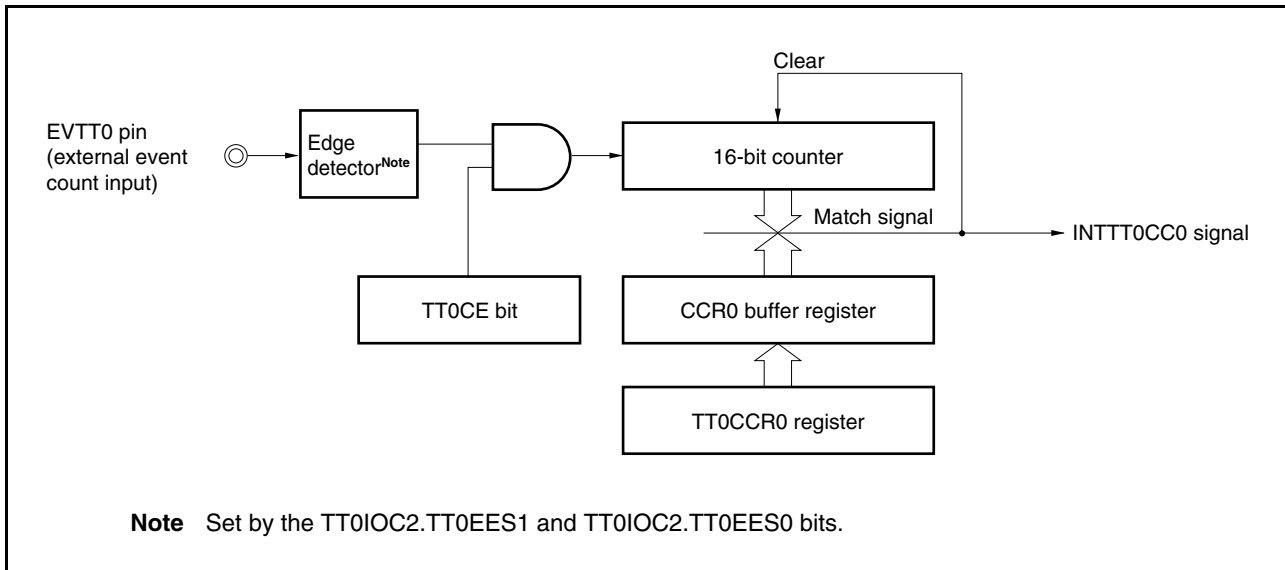 Clear
EVTT0 pin
(external event
count input)
Edge
detectorNote
16-bit counter
Match signal
INTTT0CC0 signal
TT0CE bit
CCR0 buffer register
TT0CCR0 register
Note Set by the TT0IOC2.TT0EES1 and TT0IOC2.TT0EES0 bits.